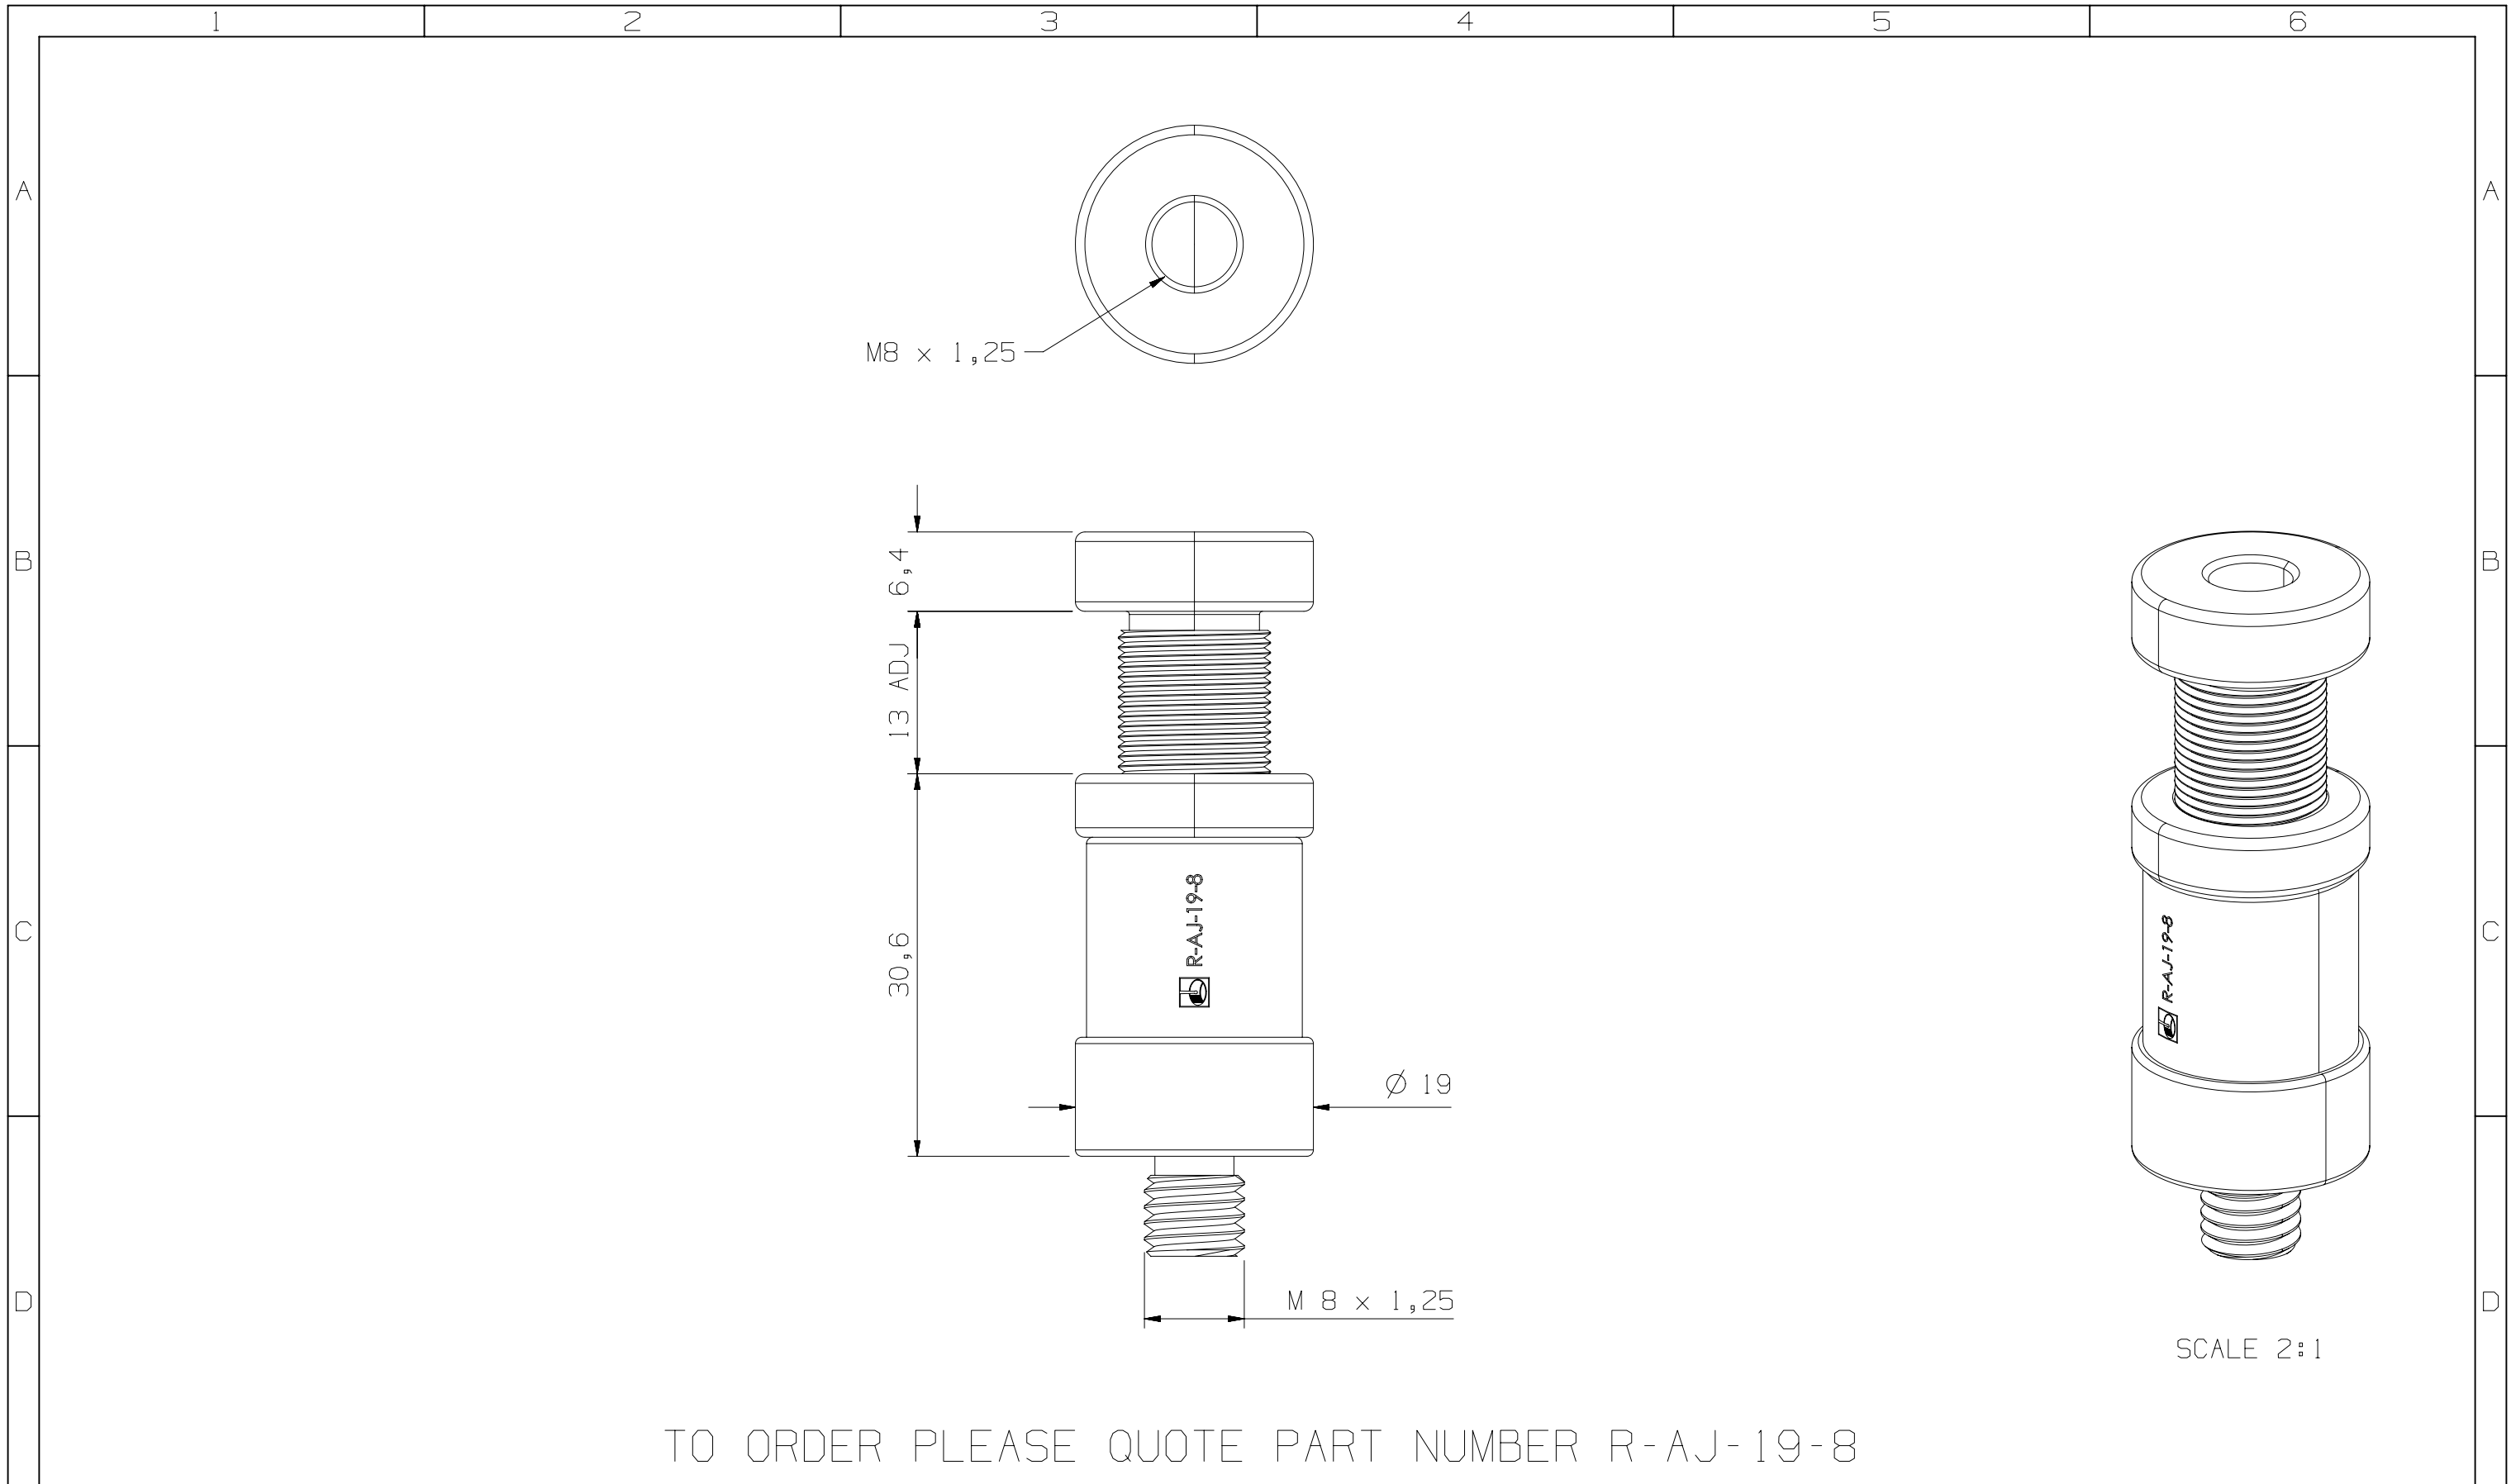 1 2 3 4 5 6
A A
M8 x 1,25
B B
6,4
13 ADJ
R-AJ-19-8
R-AJ-19-8
C C
30,6
Ø 19
D D
M 8 x 1,25
SCALE 2:1
TO ORDER PLEASE QUOTE PART NUMBER R-AJ-19-8